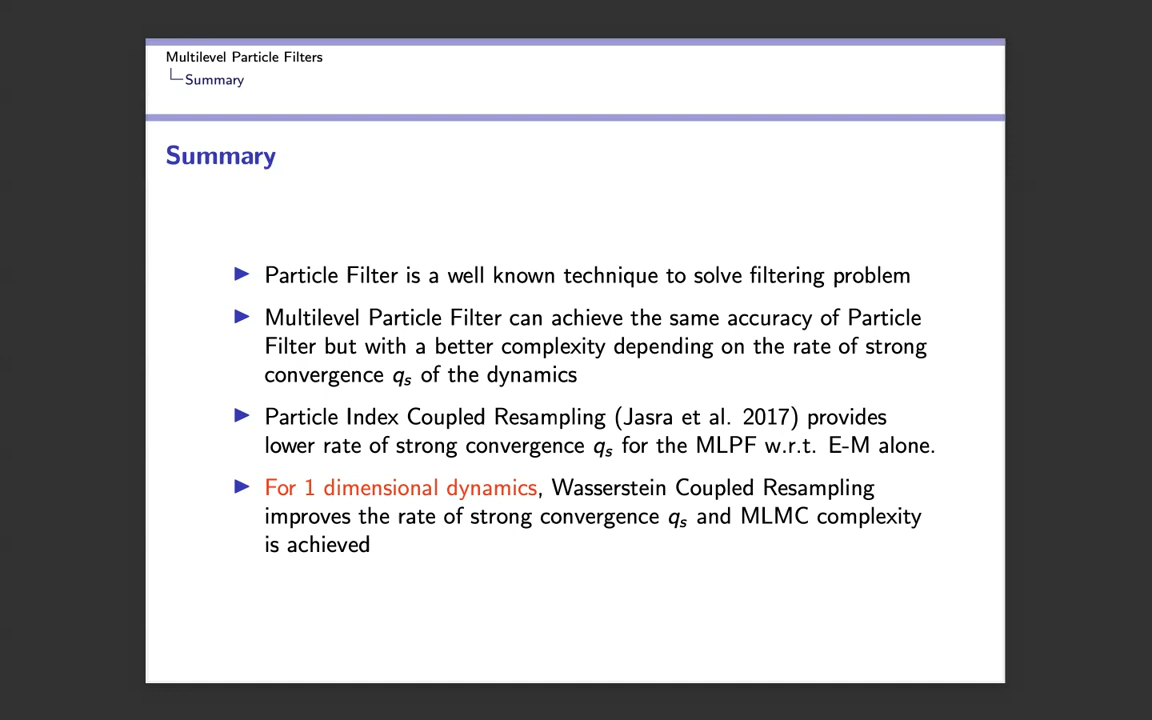 Multilevel Particle Filters
Summary
Summary
▶ Particle Filter is a well known technique to solve filtering problem
▶ Multilevel Particle Filter can achieve the same accuracy of Particle
Filter but with a better complexity depending on the rate of strong
convergence qₛ of the dynamics
▶ Particle Index Coupled Resampling (Jasra et al. 2017) provides
lower rate of strong convergence qₛ for the MLPF w.r.t. E-M alone.
▶ For 1 dimensional dynamics, Wasserstein Coupled Resampling
improves the rate of strong convergence qₛ and MLMC complexity
is achieved